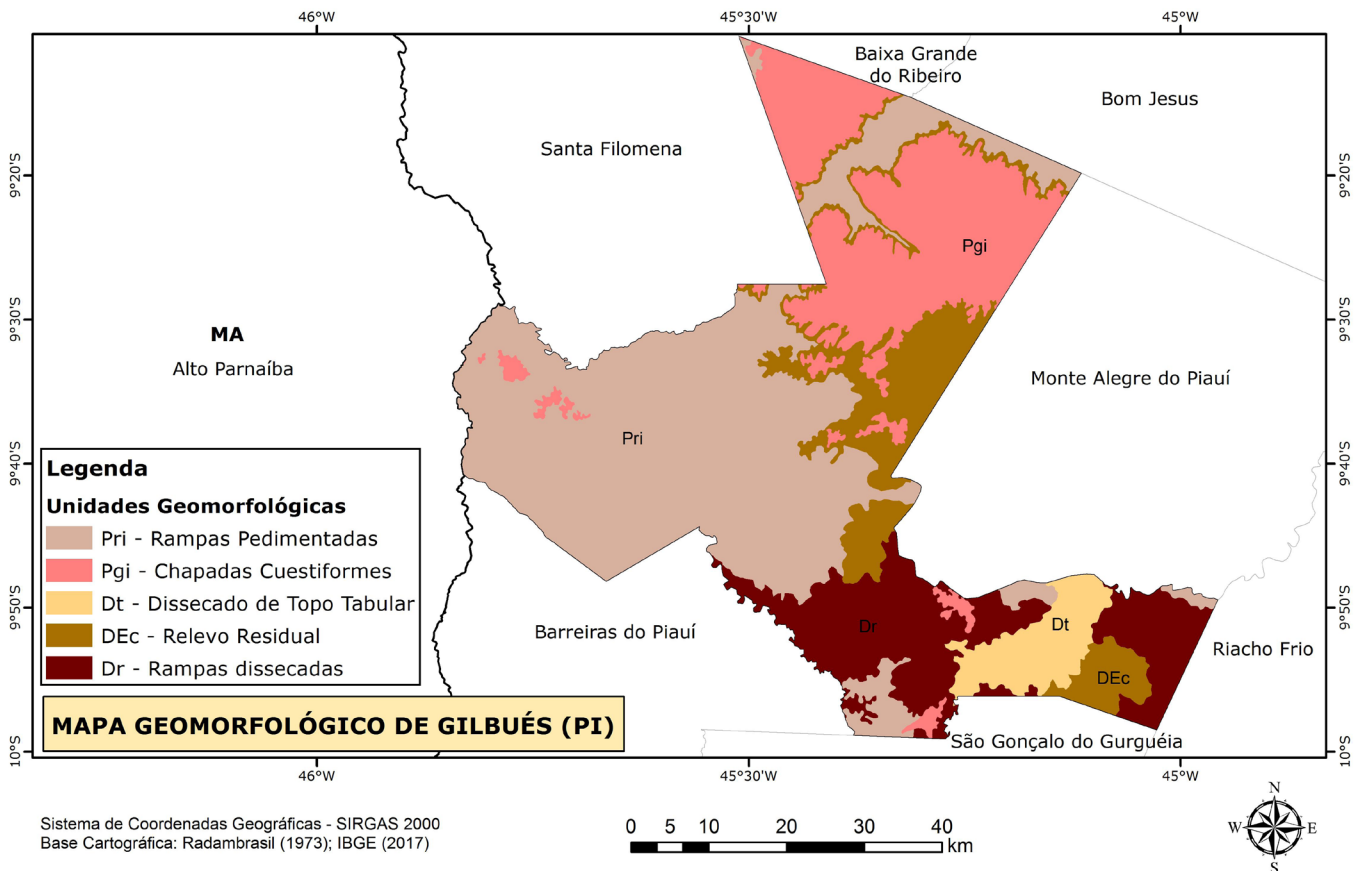 46°W
45°30'W
45°W
Baixa Grande
do Ribeiro
Bom Jesus
Santa Filomena
9°20'S
9°20'S
Pgi
9°30'S
9°30'S
MA
Alto Parnaíba
Monte Alegre do Piauí
Pri
9°40'S
9°40'S
Legenda
Unidades Geomorfológicas
Pri - Rampas Pedimentadas
Pgi - Chapadas Cuestiformes
Dt - Dissecado de Topo Tabular
DEc - Relevo Residual
Dr - Rampas dissecadas
9°50'S
9°50'S
Barreiras do Piauí
Dr
Dt
DEc
Riacho Frio
MAPA GEOMORFOLÓGICO DE GILBUÉS (PI)
São Gonçalo do Gurguéia
10°S
10°S
46°W
45°30'W
45°W
Sistema de Coordenadas Geográficas - SIRGAS 2000
Base Cartográfica: Radambrasil (1973); IBGE (2017)
0 5 10 20 30 40
km
N
W
E
S